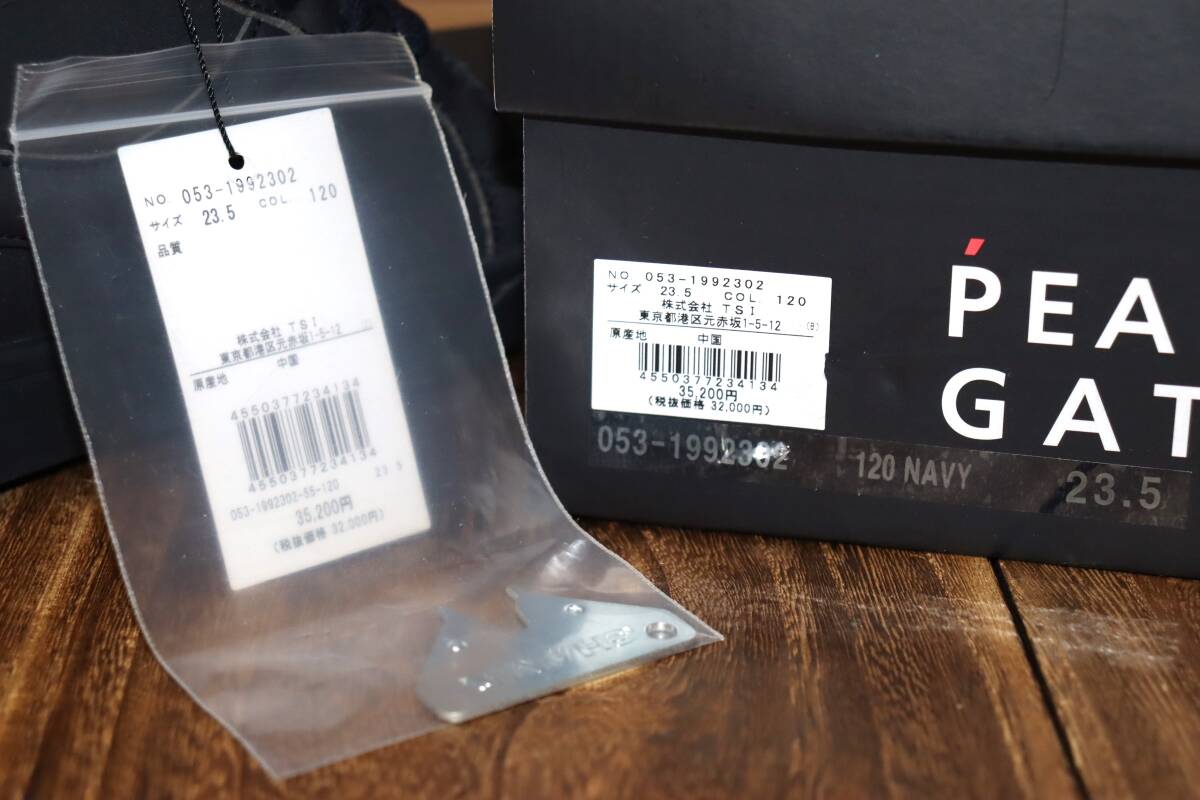 NO. 053-1992302
サイズ 23.5 COL. 120
品質
株式会社 TSI
東京都港区元赤坂1-5-12
原産地 中国
4550377234134
4550377234134
053-1992302-55-120 23.5
35,200円
(税抜価格 32,000円)
NO. 053-1992302
サイズ 23.5 COL. 120
株式会社 TSI
東京都港区元赤坂1-5-12 (B)
原産地 中国
4550377234134
35,200円
(税抜価格 32,000円)
053-1992302 120 NAVY 23.5
PEA
GAT